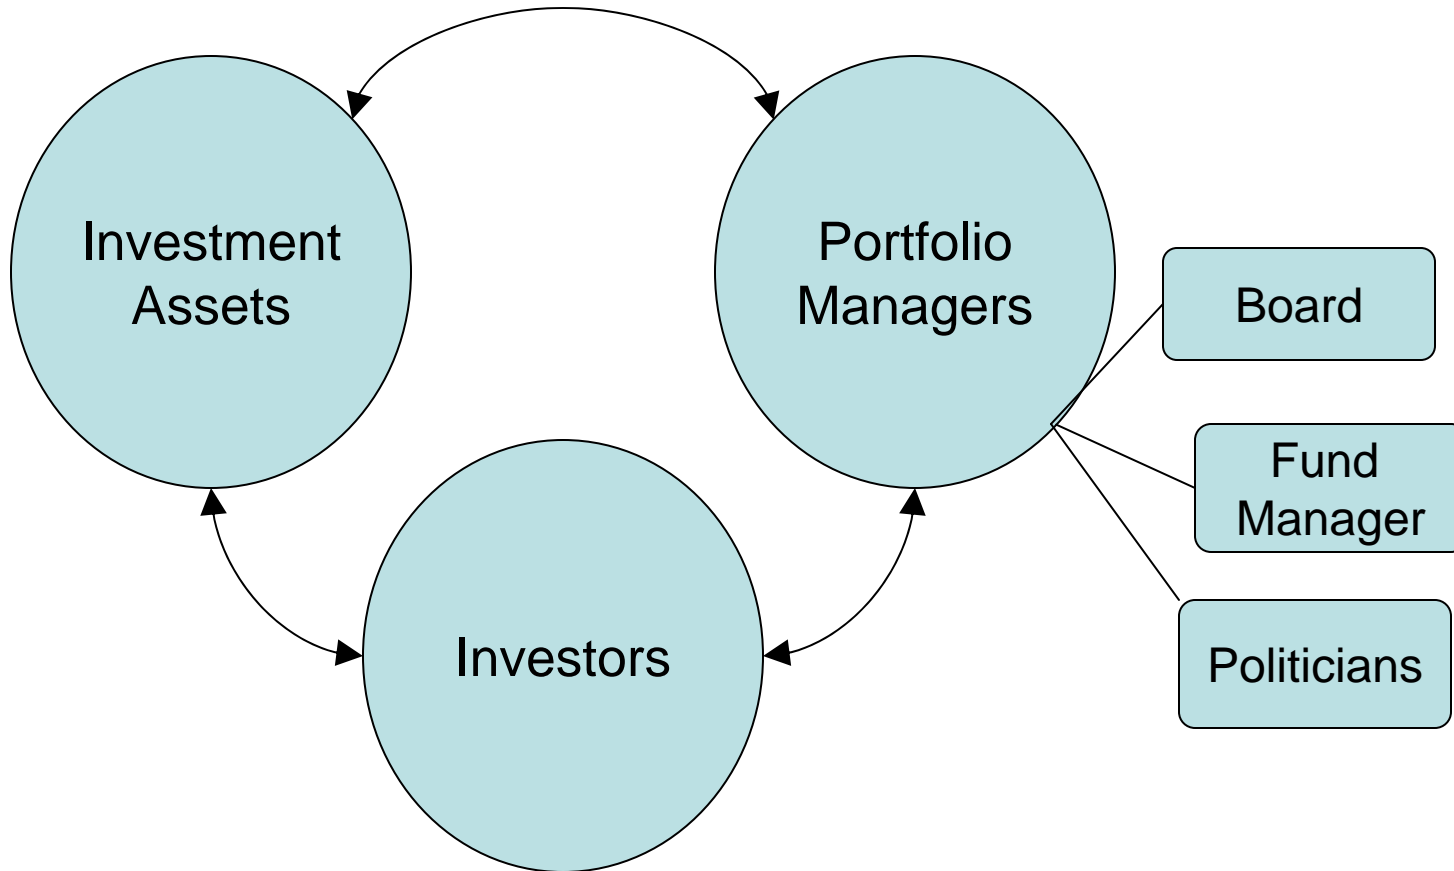 Investment
Assets
Portfolio
Managers
Board
Fund
Manager
Investors
Politicians